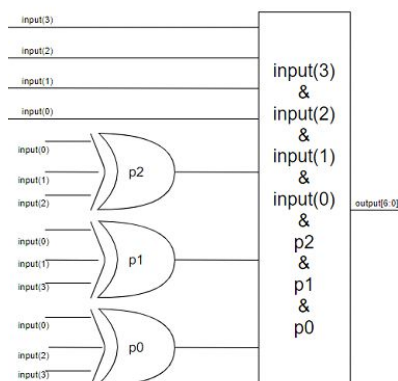 input(3)
input(2)
input(1)
input(0)
input(0)
input(1)
input(2)
p2
input(0)
input(1)
input(3)
p1
input(0)
input(2)
input(3)
p0
input(3)
&
input(2)
&
input(1)
&
input(0)
&
p2
&
p1
&
p0
output[6:0]